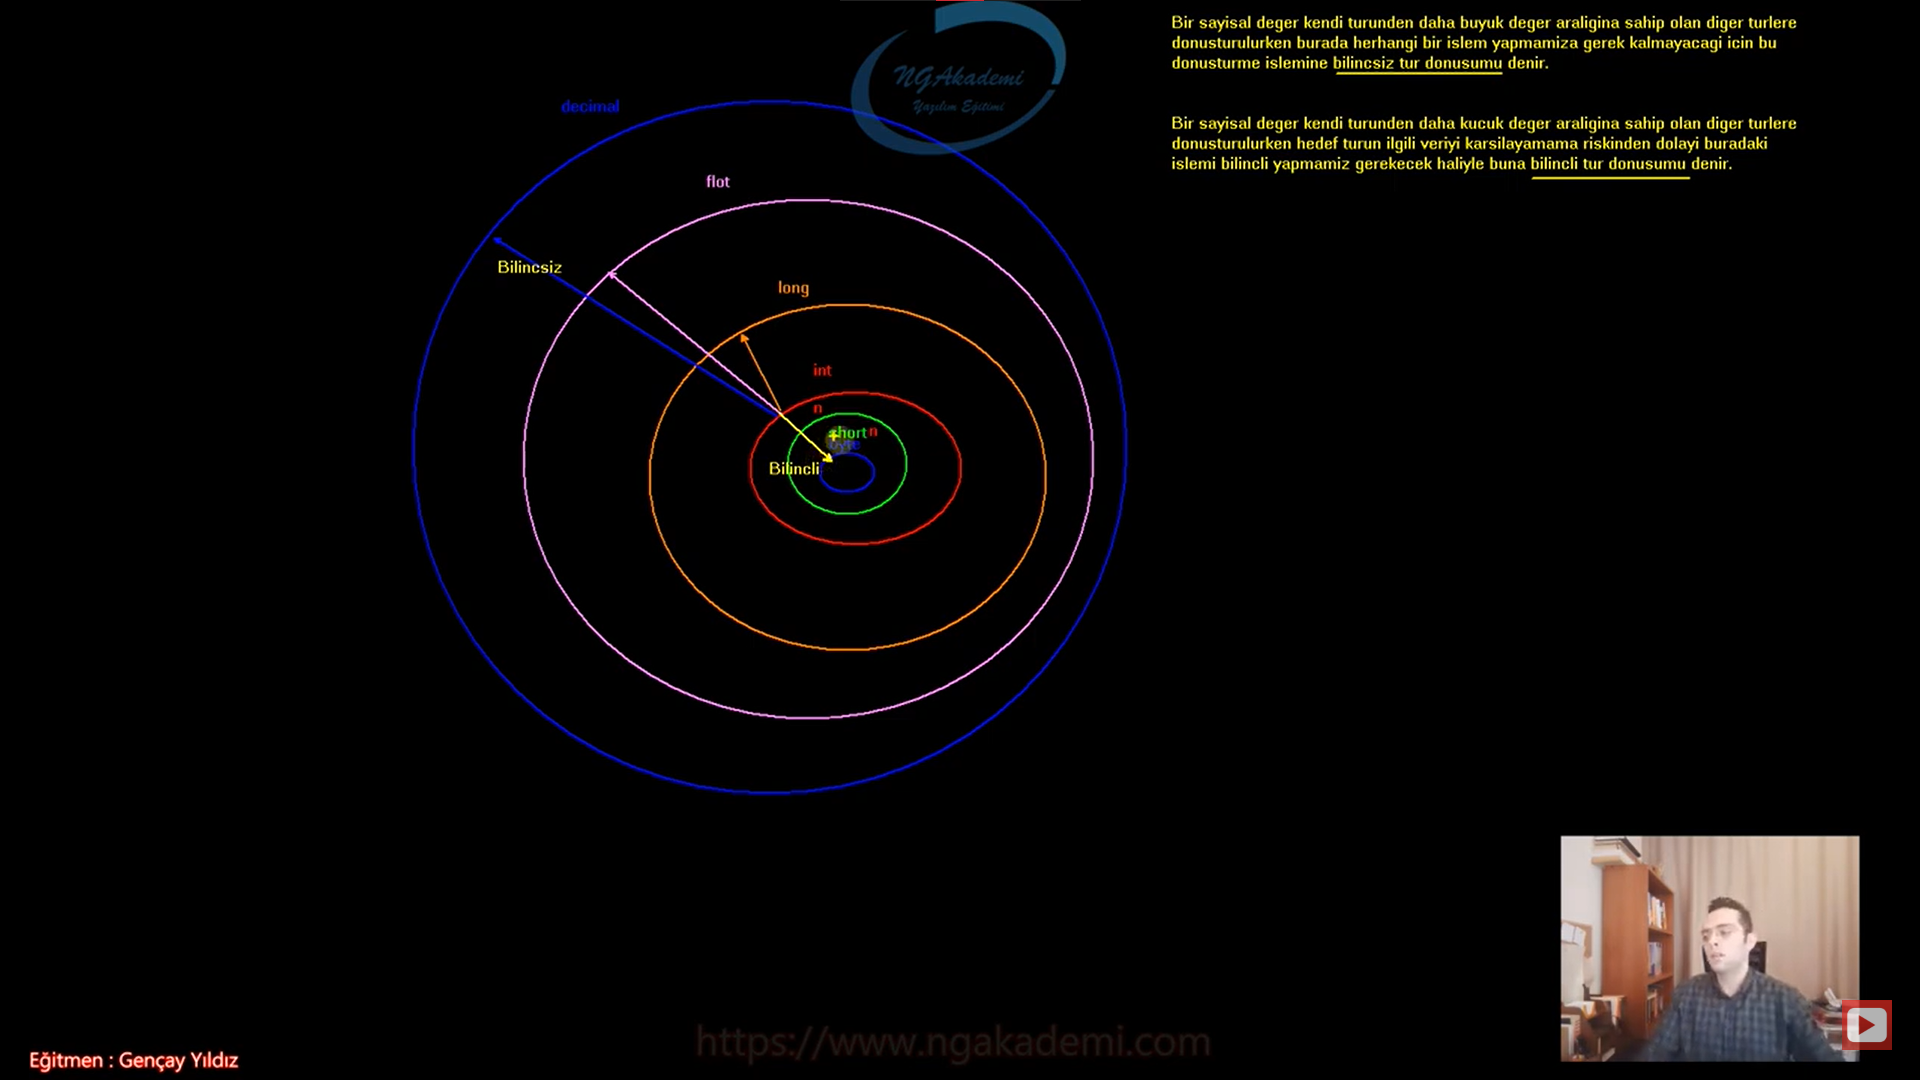 Bir sayisal deger kendi turunden daha buyuk deger araligina sahip olan diger turlere
donusturulurken burada herhangi bir islem yapmamiza gerek kalmayacagi icin bu
donusturme islemine bilincsiz tur donusumu denir.
Bir sayisal deger kendi turunden daha kucuk deger araligina sahip olan diger turlere
donusturulurken hedef turun ilgili veriyi karsilayamama riskinden dolayi buradaki
islemi bilincli yapmamiz gerekecek haliyle buna bilincli tur donusumu denir.
NGAkademi
Yazılım Eğitimi
decimal
flot
Bilincsiz
long
int
n
short n
Bilincli
https://www.ngakademi.com
Eğitmen : Gençay Yıldız